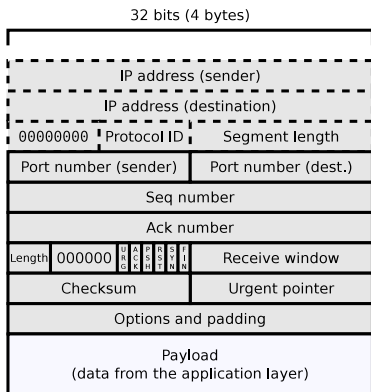 32 bits (4 bytes)
IP address (sender)
IP address (destination)
00000000 Protocol ID Segment length
Port number (sender) Port number (dest.)
Seq number
Ack number
Length 000000 URG ACK PSH RST SYN FIN Receive window
Checksum Urgent pointer
Options and padding
Payload
(data from the application layer)